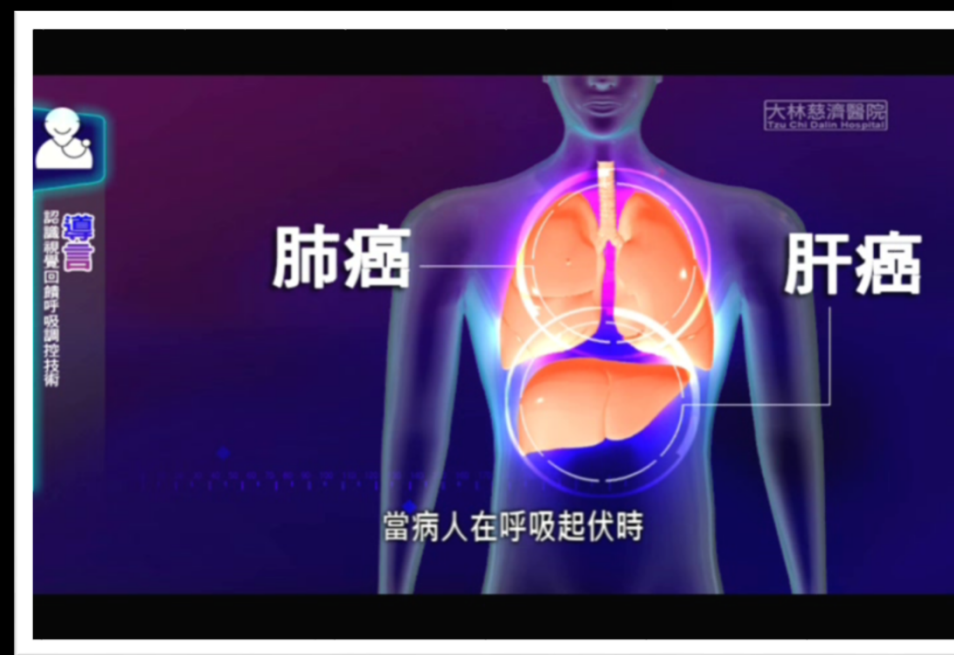 大林慈濟醫院
Tzu Chi Dalin Hospital
導言
認識視覺回饋呼吸調控技術
肺癌
肝癌
當病人在呼吸起伏時